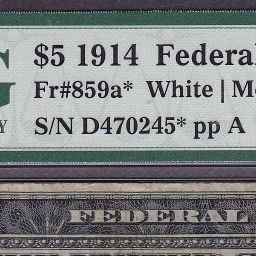 $5 1914 Federal
Fr#859a* White | M
S/N D470245* pp A
FEDERAL